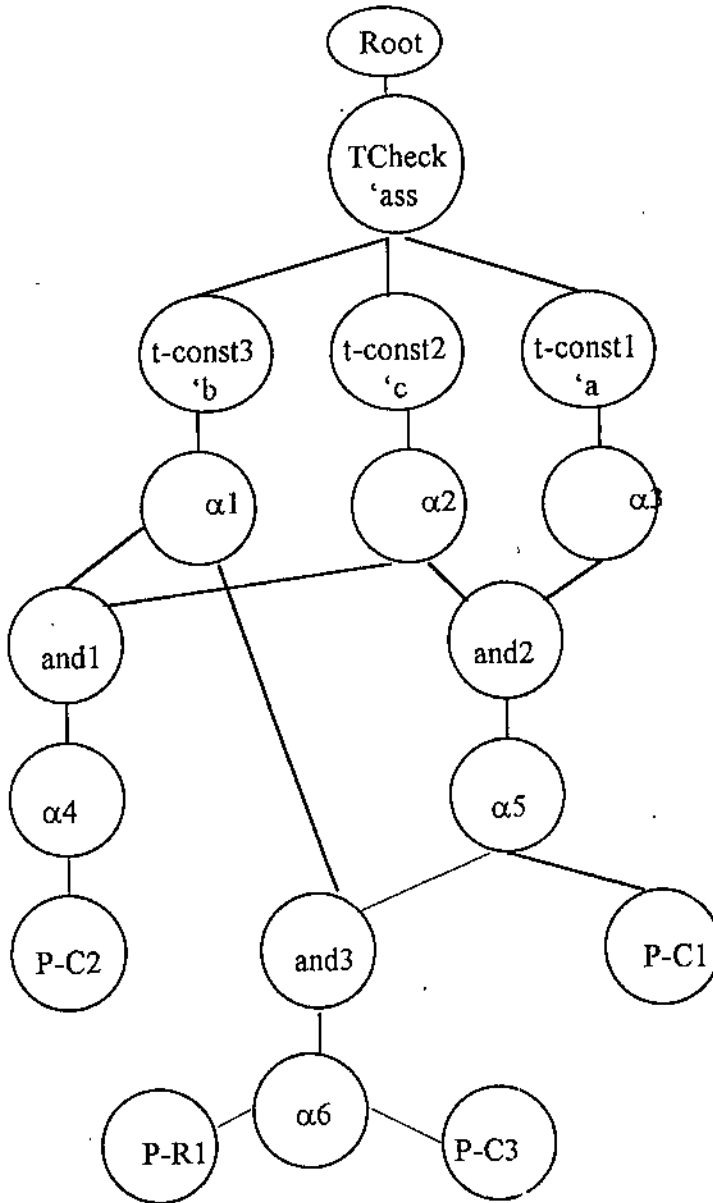 Root
TCheck
‘ass
t-const3
‘b
t-const2
‘c
t-const1
‘a
α1
α2
α3
and1
and2
α4
α5
P-C2
and3
P-C1
α6
P-R1
P-C3